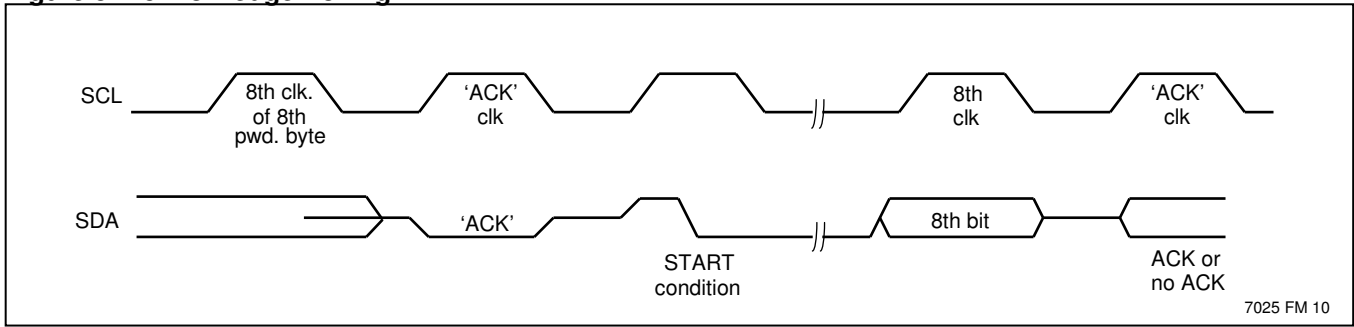 SCL
8th clk.
of 8th
pwd. byte
‘ACK’
clk
8th
clk
‘ACK’
clk
SDA
‘ACK’
8th bit
START
condition
ACK or
no ACK
7025 FM 10